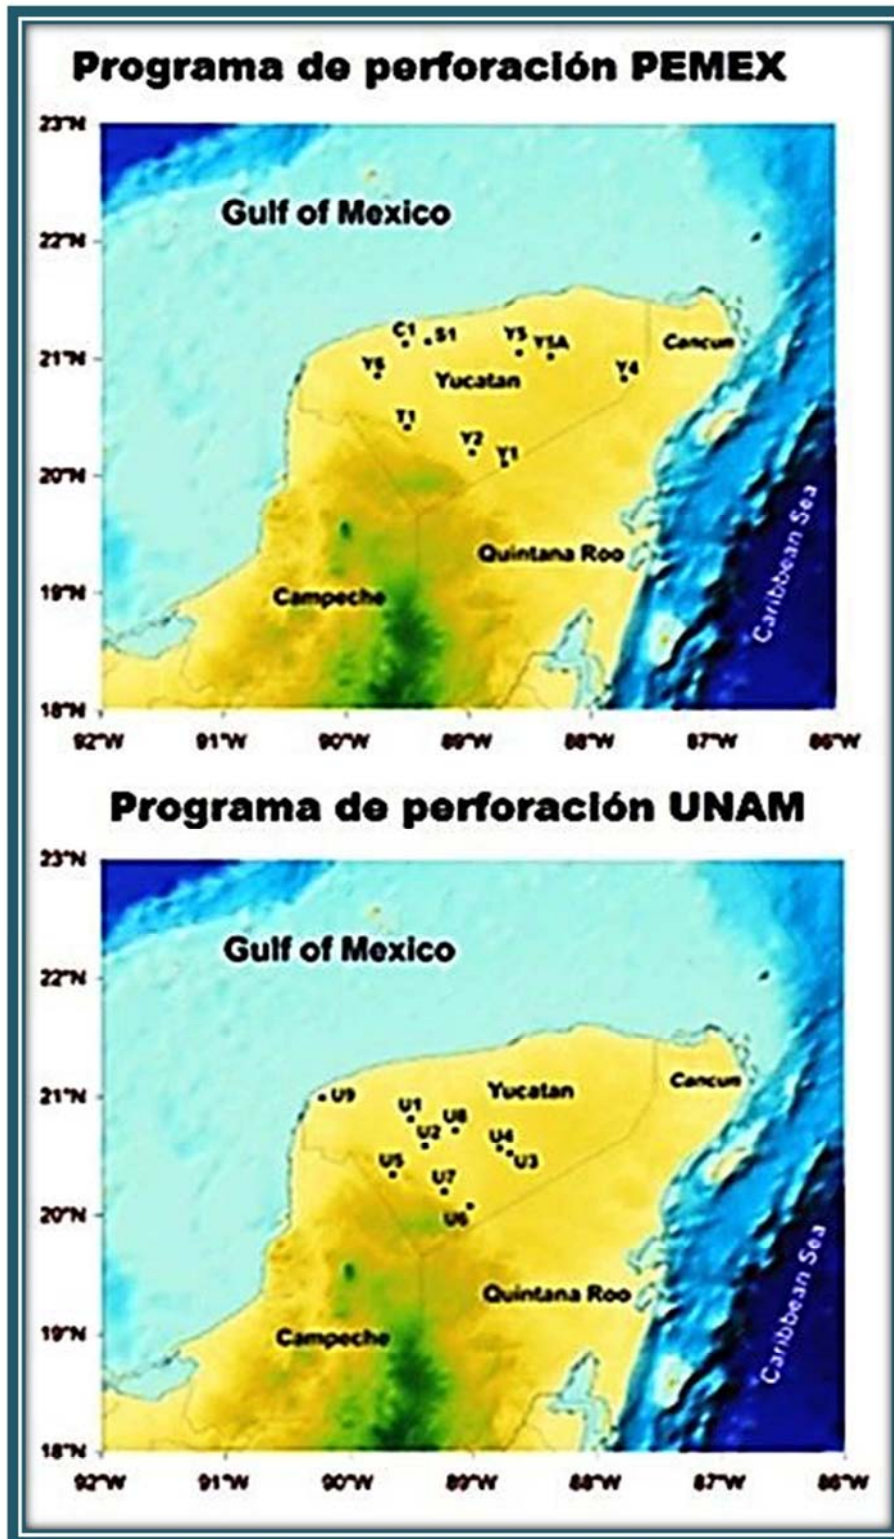 Programa de perforación PEMEX
23°N
Gulf of Mexico
22°N
C1 S1 Y5 Y5A Cancun
21°N
Y6 Yucatan Y4
T1
Y2 Y1
20°N
Quintana Roo
19°N
Campeche
Caribbean Sea
18°N
92°W 91°W 90°W 89°W 88°W 87°W 86°W
Programa de perforación UNAM
23°N
Gulf of Mexico
22°N
Yucatan Cancun
21°N
U9 U1 U8
U2 U4
U5 U7 U3
20°N
U6
Quintana Roo
19°N
Campeche
Caribbean Sea
18°N
92°W 91°W 90°W 89°W 88°W 87°W 86°W